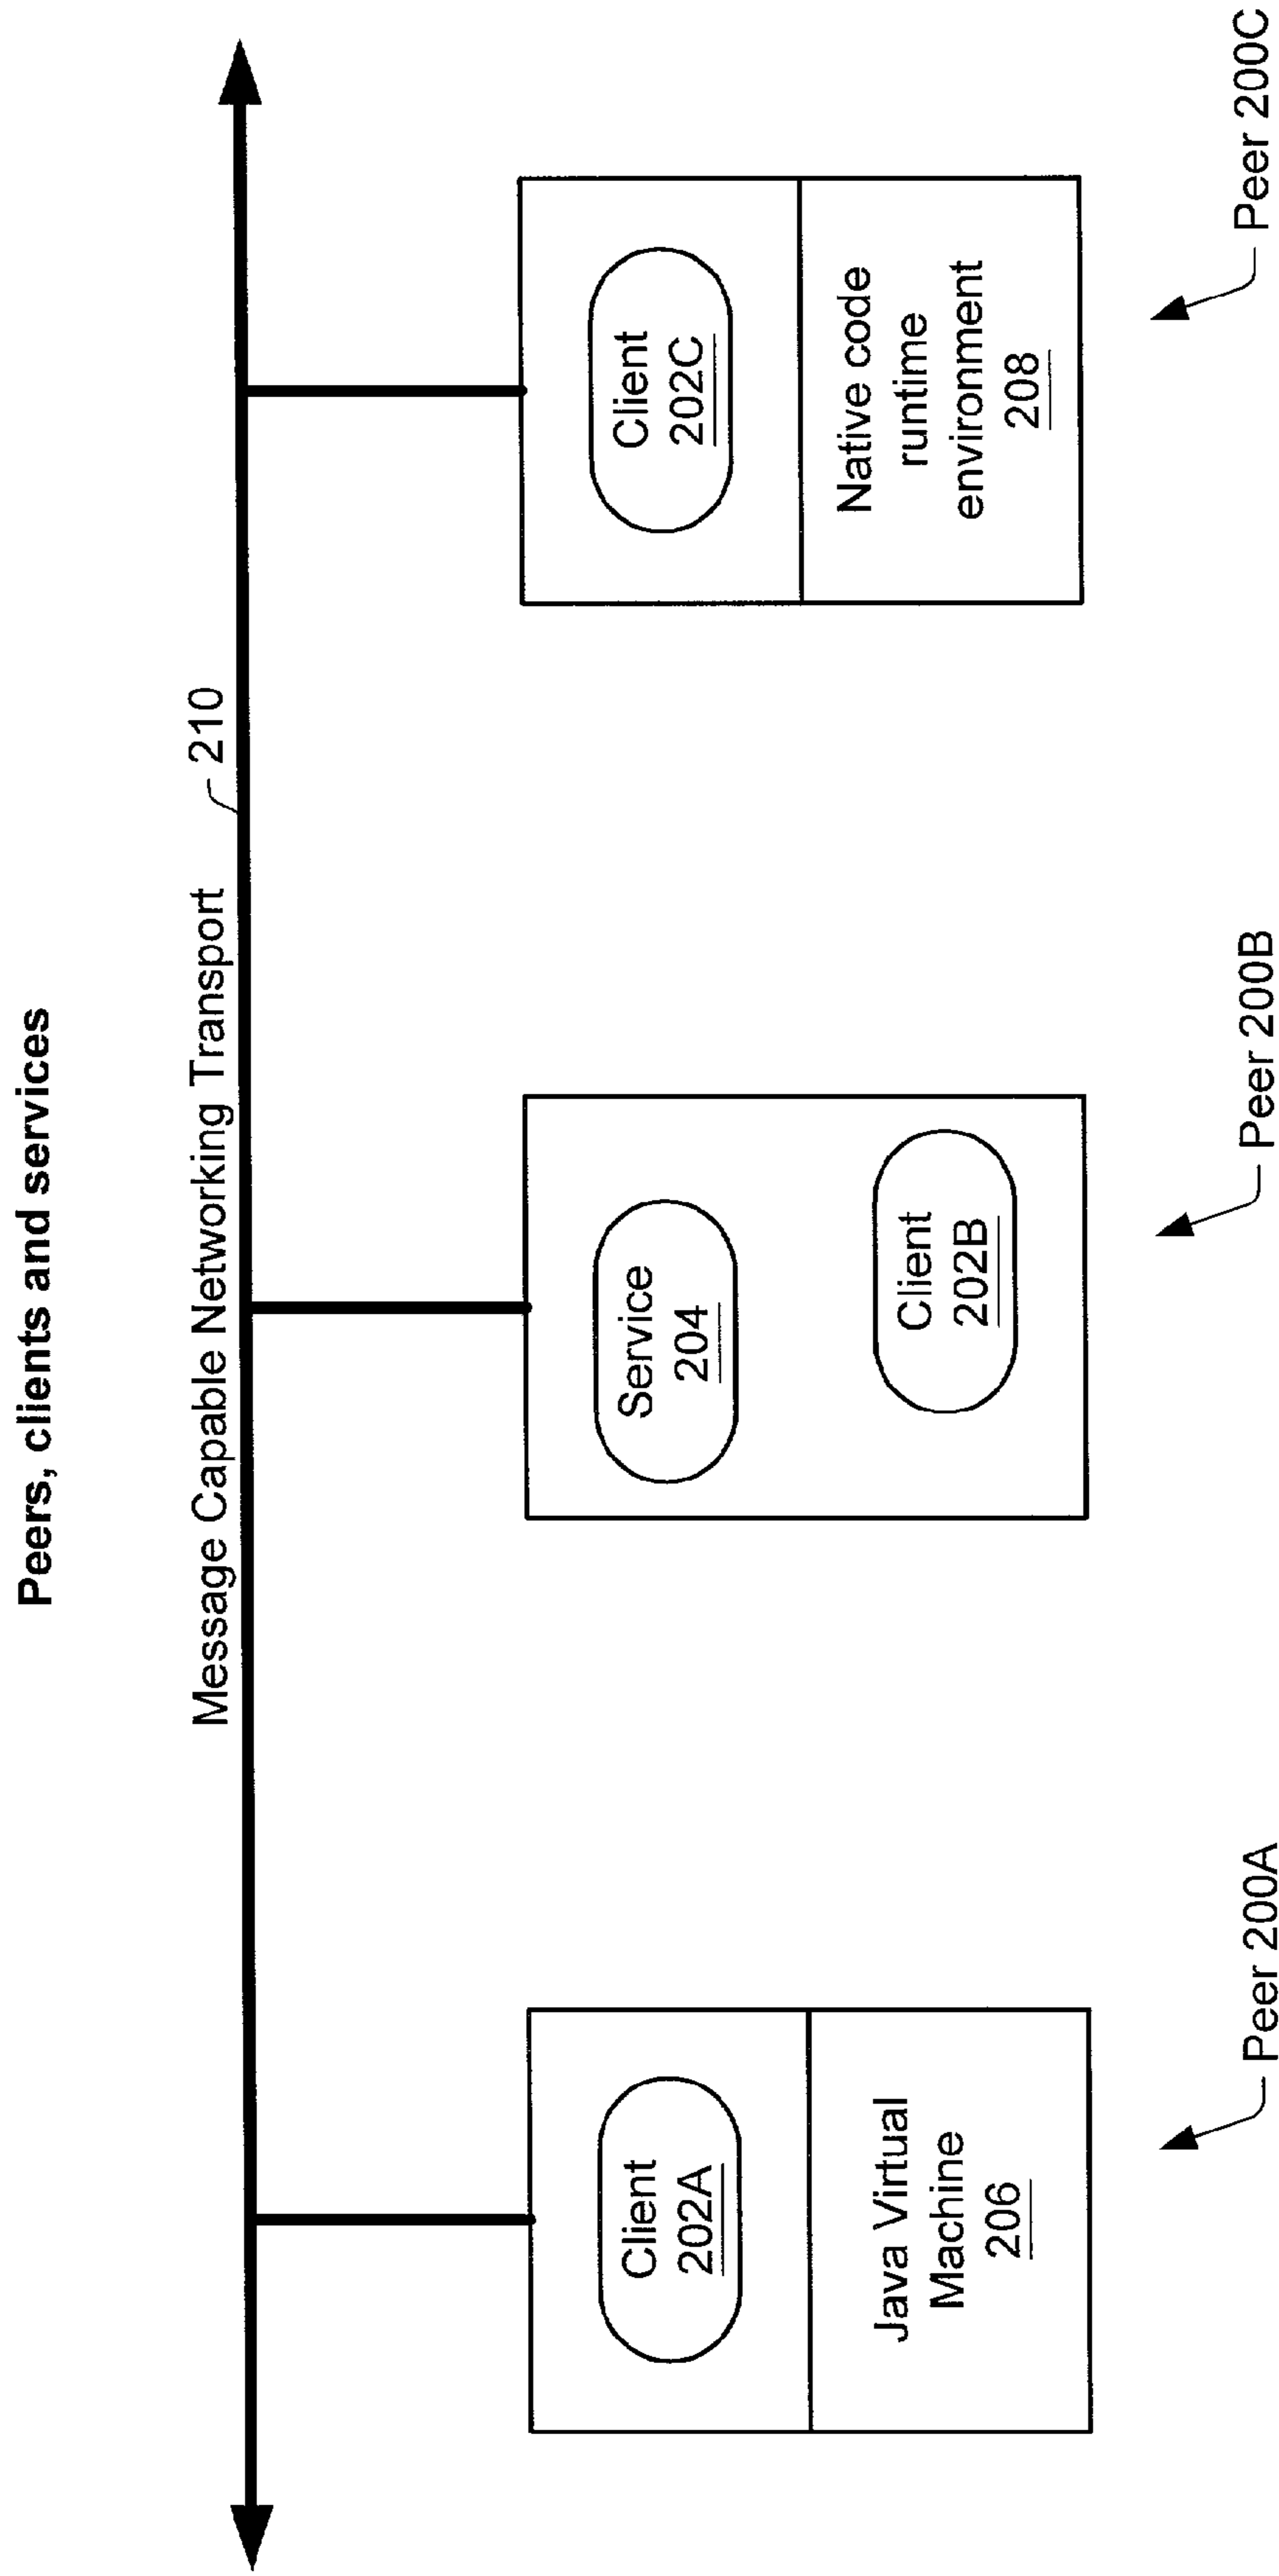 Peers, clients and services
Message Capable Networking Transport
210
Client
202A
Java Virtual
Machine
206
Peer 200A
Service
204
Client
202B
Peer 200B
Client
202C
Native code
runtime
environment
208
Peer 200C